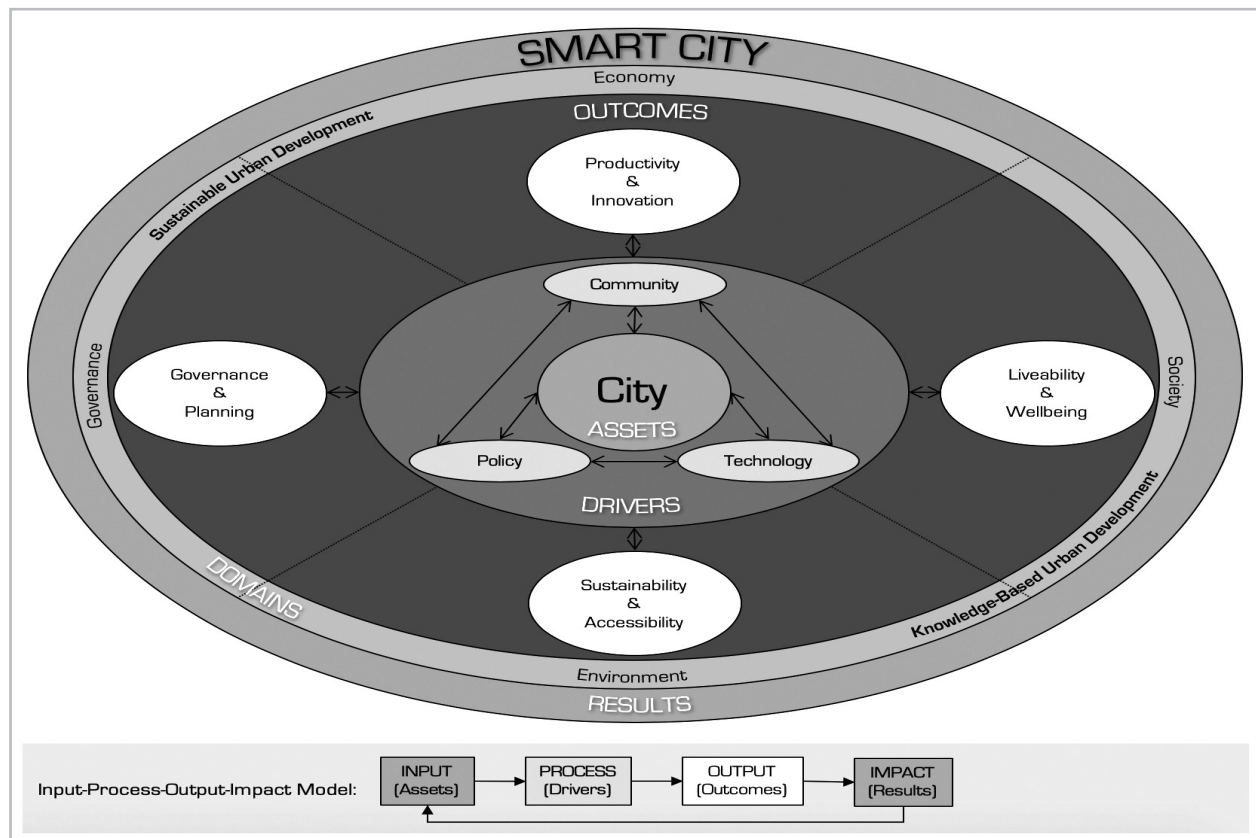 SMART CITY
Economy
Sustainable Urban Development
OUTCOMES
Productivity
&
Innovation
Community
Governance
Governance
&
Planning
City
ASSETS
Liveability
&
Wellbeing
Society
Policy
Technology
DRIVERS
DOMAINS
Sustainability
&
Accessibility
Knowledge-Based Urban Development
Environment
RESULTS
Input-Process-Output-Impact Model:
INPUT
(Assets)
PROCESS
(Drivers)
OUTPUT
(Outcomes)
IMPACT
(Results)